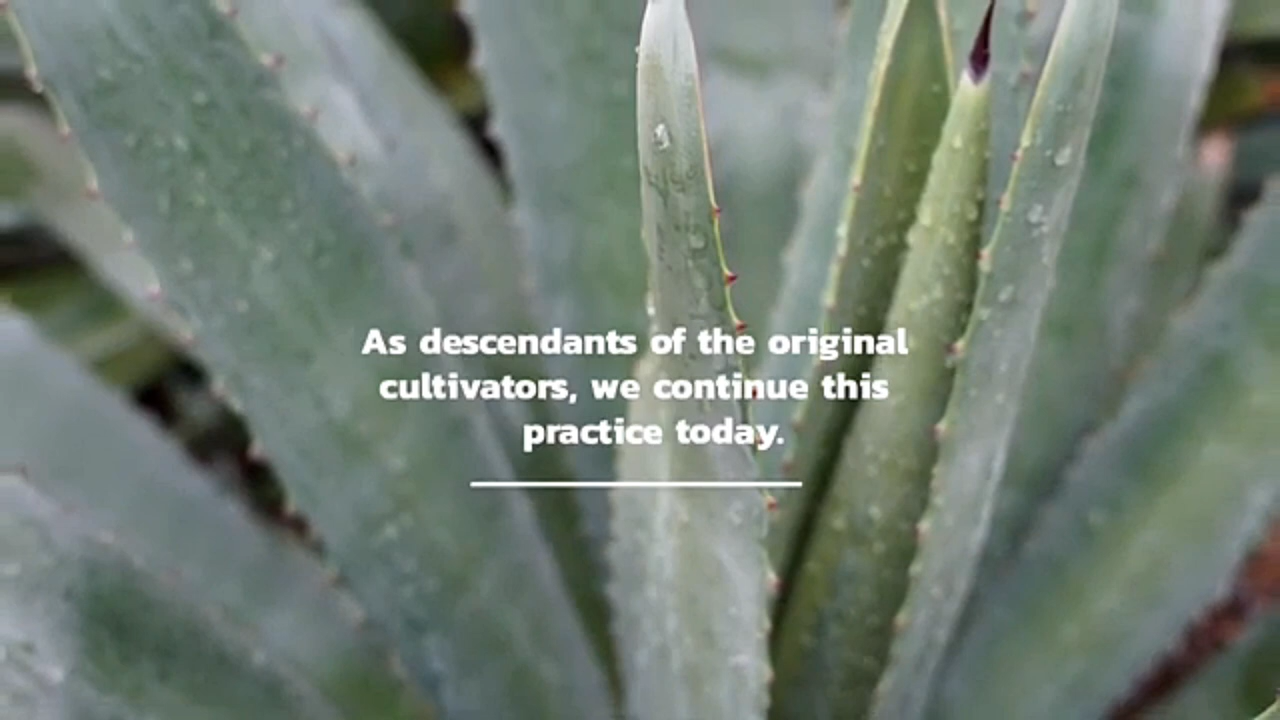 As descendants of the original
cultivators, we continue this
practice today.